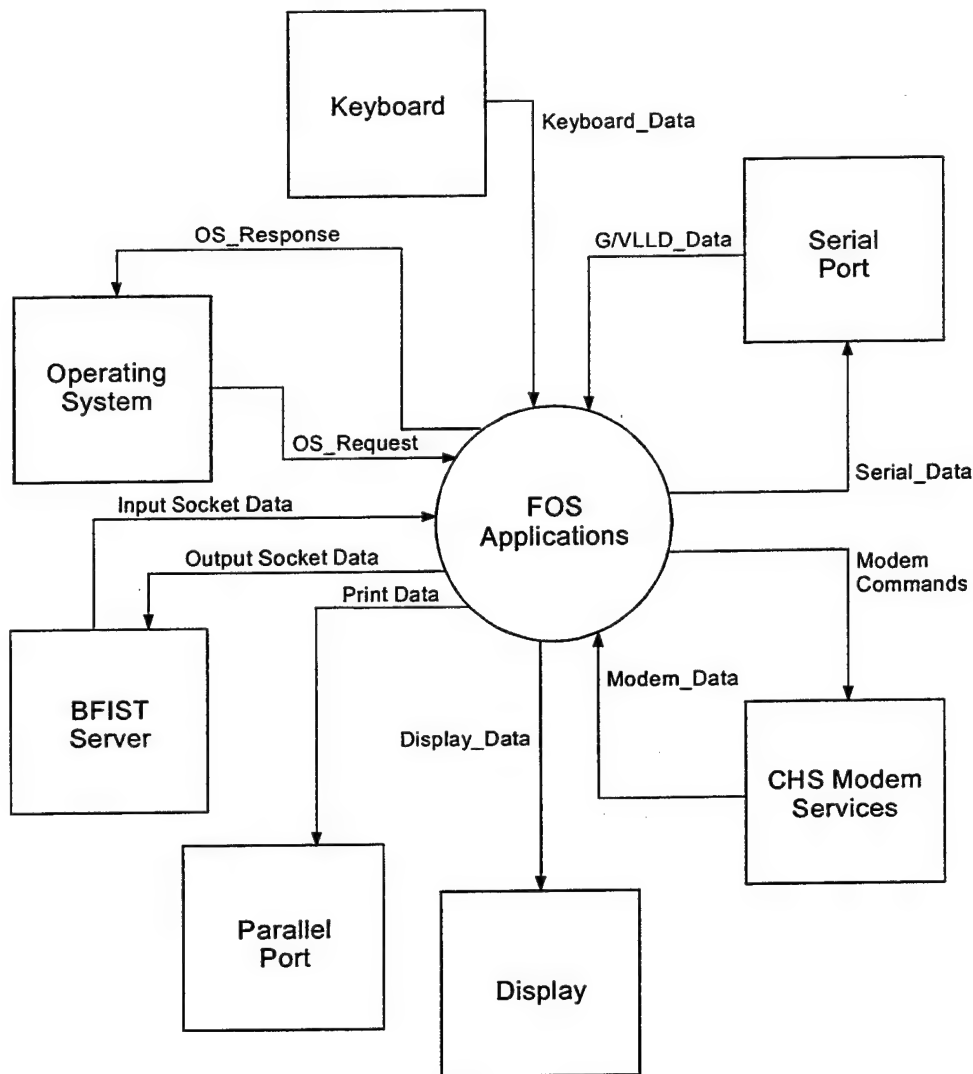 Keyboard
Keyboard_Data
OS_Response
G/VLLD_Data
Serial
Port
Operating
System
OS_Request
Serial_Data
Input Socket Data
FOS
Applications
Output Socket Data
Modem
Commands
Print Data
BFIST
Server
Modem_Data
Display_Data
CHS Modem
Services
Parallel
Port
Display